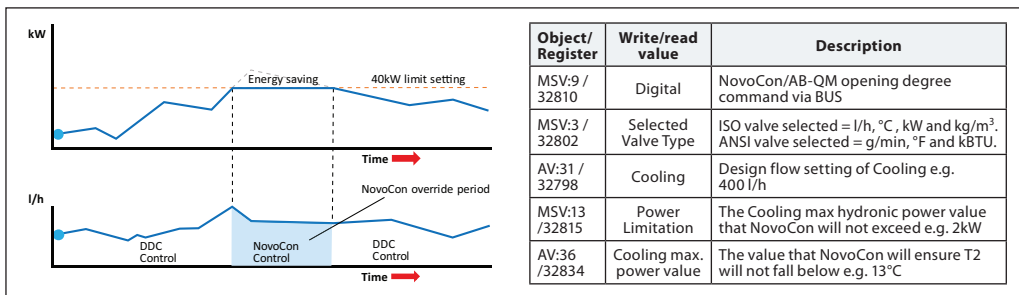 kW
Energy saving
40kW limit setting
Time
l/h
NovoCon override period
DDC
Control
NovoCon
Control
DDC
Control
Time
Object/
Register
Write/read
value
Description
MSV:9 /
32810
Digital
NovoCon/AB-QM opening degree
command via BUS
MSV:3 /
32802
Selected
Valve Type
ISO valve selected = l/h, °C , kW and kg/m³.
ANSI valve selected = g/min, °F and kBTU.
AV:31 /
32798
Cooling
Design flow setting of Cooling e.g.
400 l/h
MSV:13
/32815
Power
Limitation
The Cooling max hydronic power value
that NovoCon will not exceed e.g. 2kW
AV:36
/32834
Cooling max.
power value
The value that NovoCon will ensure T2
will not fall below e.g. 13°C